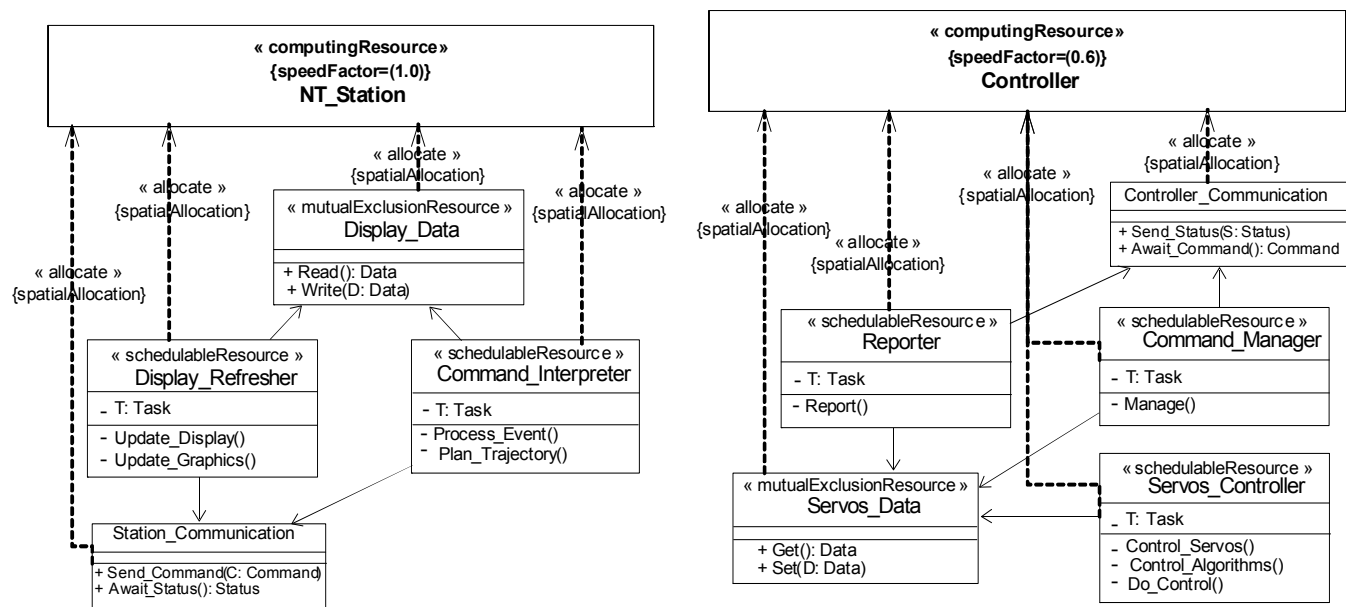 « computingResource»
{speedFactor=(1.0)}
NT_Station
« allocate »
{spatialAllocation}
« allocate »
{spatialAllocation}
« allocate »
{spatialAllocation}
« allocate »
{spatialAllocation}
« mutualExclusionResource »
Display_Data
+ Read(): Data
+ Write(D: Data)
« schedulableResource »
Display_Refresher
- T: Task
- Update_Display()
- Update_Graphics()
« schedulableResource »
Command_Interpreter
- T: Task
- Process_Event()
- Plan_Trajectory()
Station_Communication
+ Send_Command(C: Command)
+ Await_Status(): Status
« computingResource»
{speedFactor=(0.6)}
Controller
« allocate »
{spatialAllocation}
« allocate »
{spatialAllocation}
« allocate »
{spatialAllocation}
« allocate »
{spatialAllocation}
Controller_Communication
+ Send_Status(S: Status)
+ Await_Command(): Command
« schedulableResource »
Reporter
- T: Task
- Report()
« schedulableResource »
Command_Manager
- T: Task
- Manage()
« mutualExclusionResource »
Servos_Data
+ Get(): Data
+ Set(D: Data)
« schedulableResource »
Servos_Controller
- T: Task
- Control_Servos()
- Control_Algorithms()
- Do_Control()